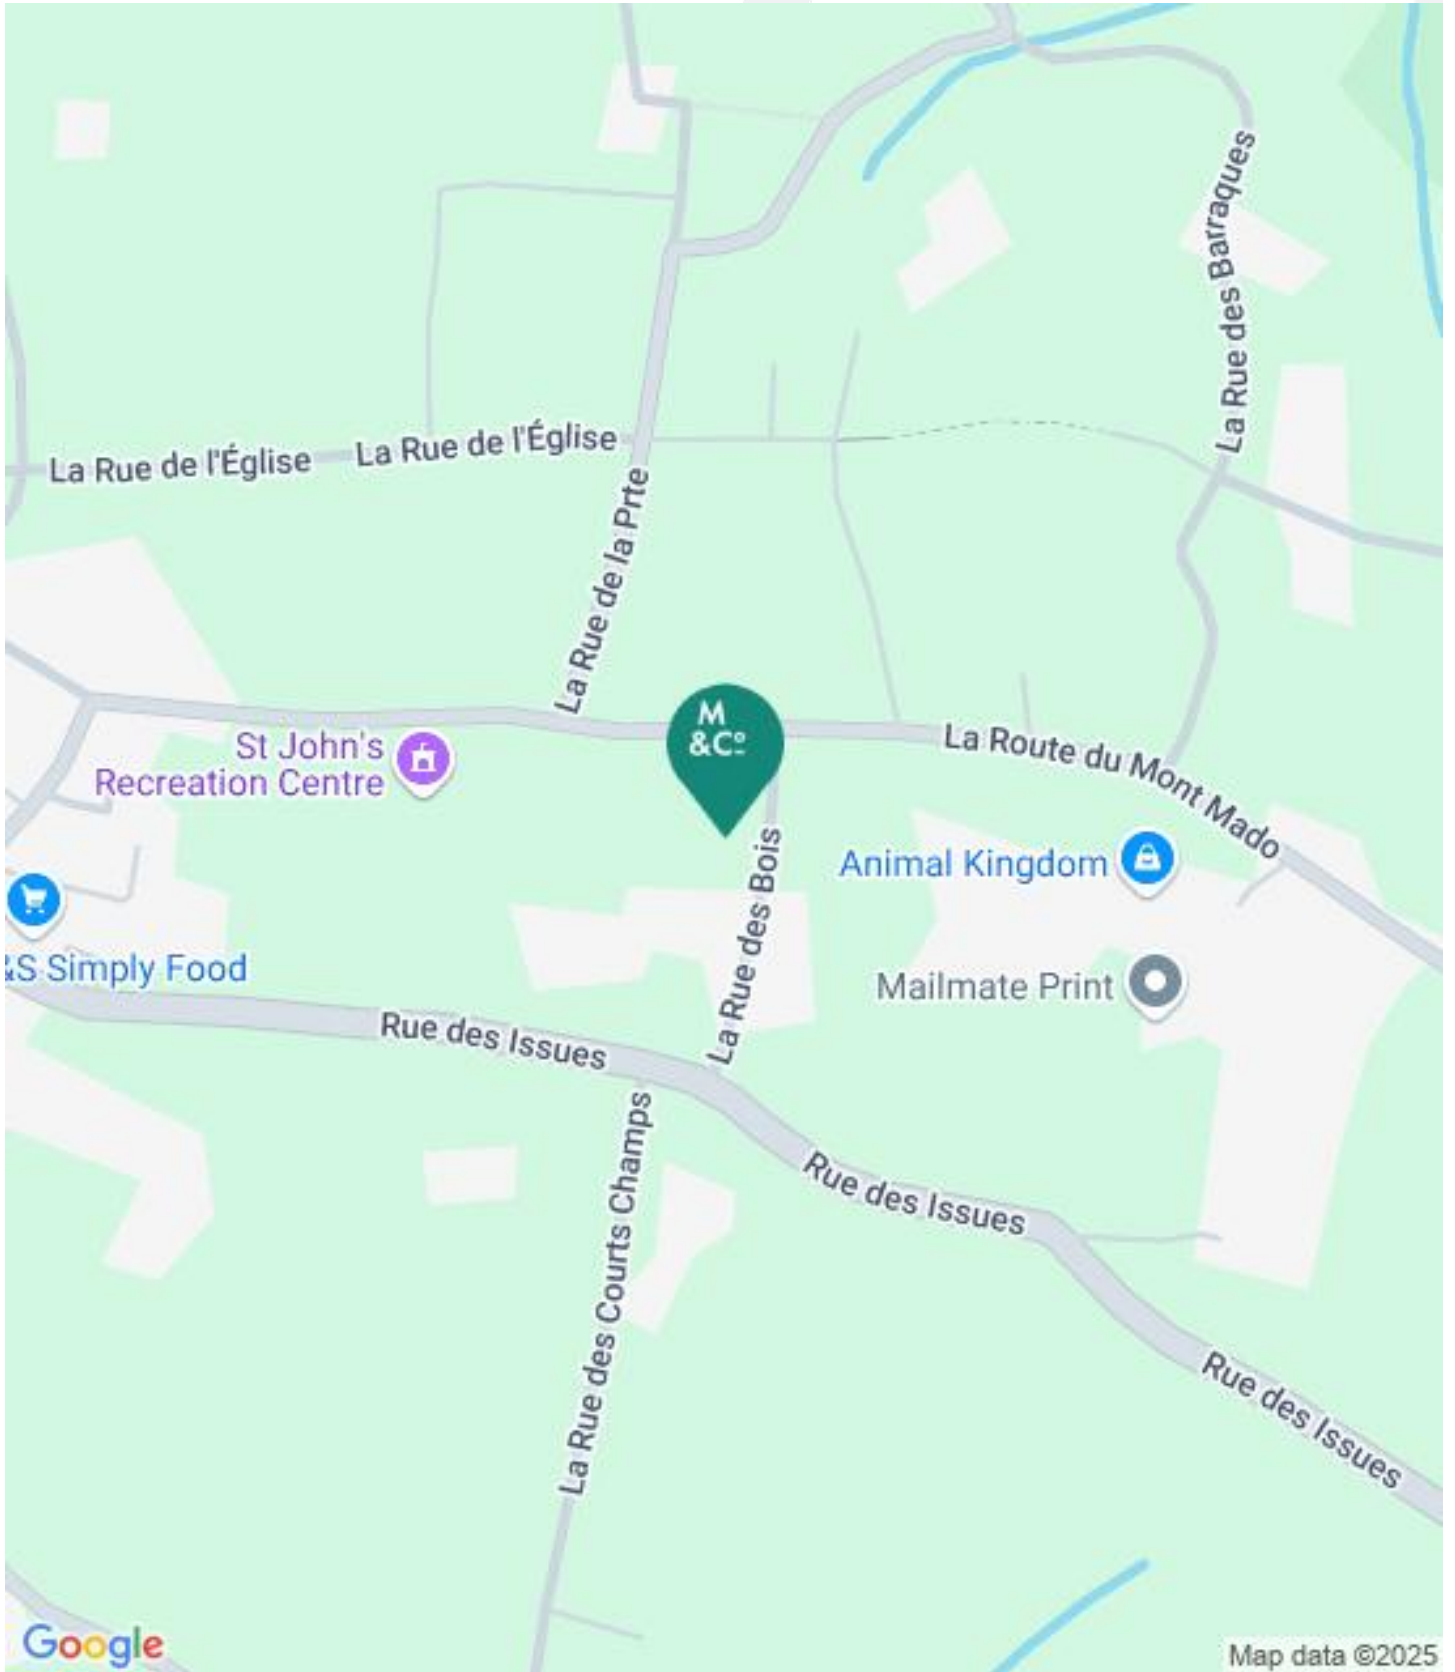 La Rue des Barraques
La Rue de l'Église
La Rue de l'Église
La Rue de la Prte
M
&Cº
La Route du Mont Mado
St John's
Recreation Centre
La Rue des Bois
Animal Kingdom
&S Simply Food
Mailmate Print
Rue des Issues
La Rue des Courts Champs
Rue des Issues
Rue des Issues
Google
Map data ©2025